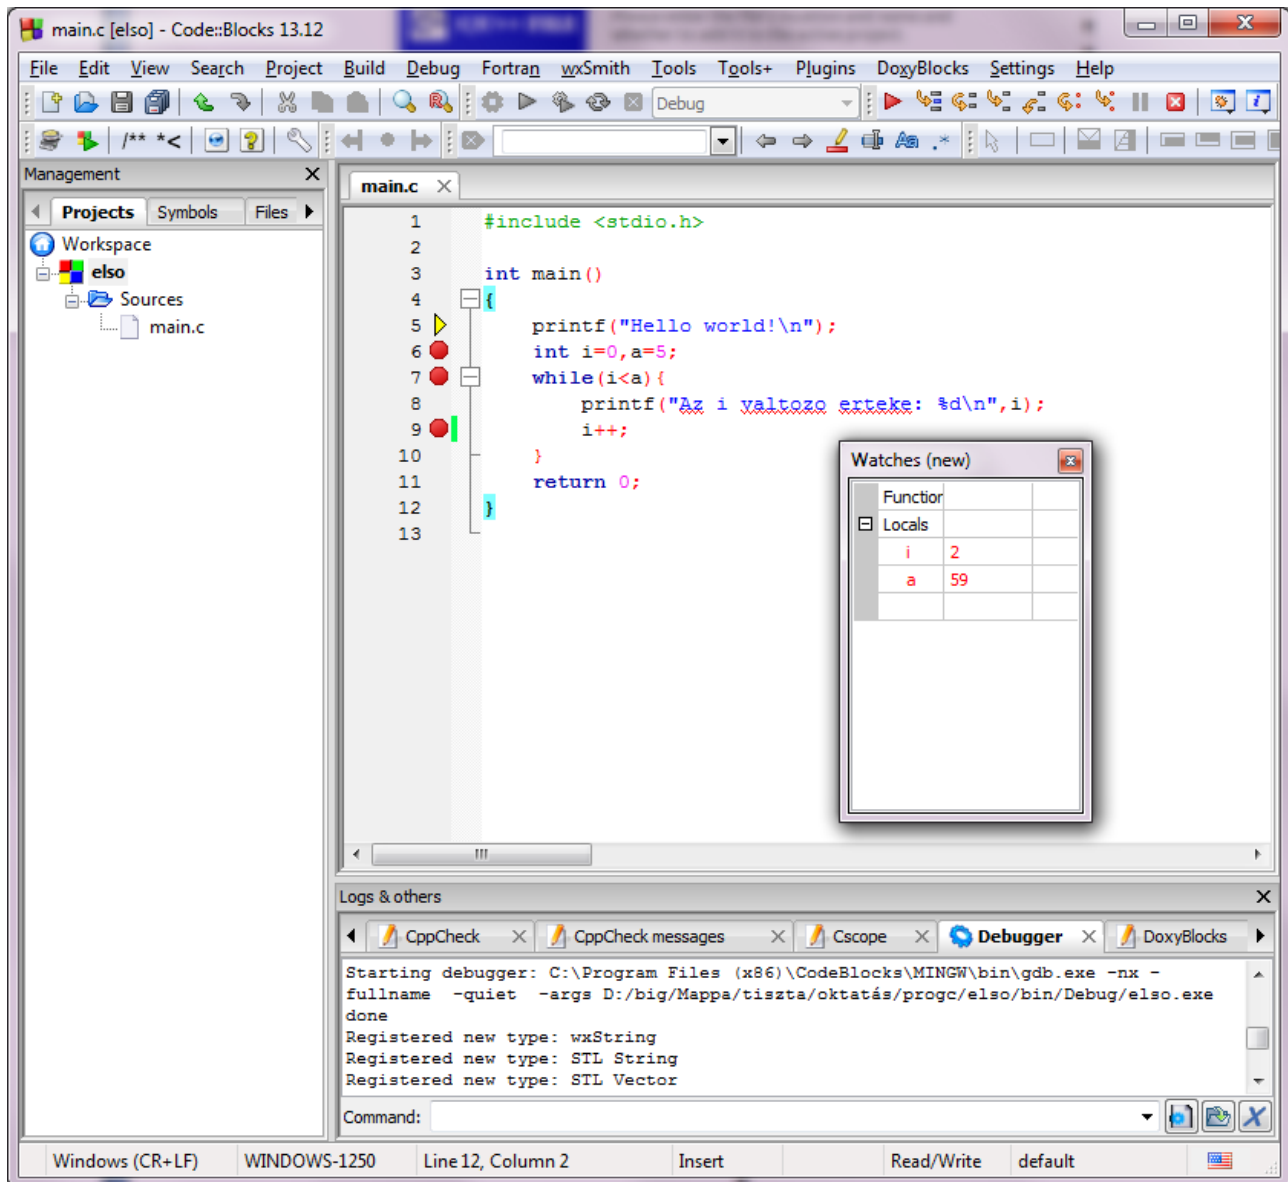 main.c [elso] - Code::Blocks 13.12
File Edit View Search Project Build Debug Fortran wxSmith Tools Tools+ Plugins DoxyBlocks Settings Help
Debug
/** *<
.*
Management
main.c
Projects Symbols Files
Workspace
elso
Sources
main.c
1 #include <stdio.h>
2
3 int main()
4 {
5 printf("Hello world!\n");
6 int i=0,a=5;
7 while(i<a){
8 printf("Az i valtozo erteke: %d\n",i);
9 i++;
10 }
11 return 0;
12 }
13
Watches (new)
Function
Locals
i 2
a 59
Logs & others
CppCheck CppCheck messages Cscope Debugger DoxyBlocks
Starting debugger: C:\Program Files (x86)\CodeBlocks\MINGW\bin\gdb.exe -nx -
fullname -quiet -args D:/big/Mappa/tiszta/oktatás/progc/elso/bin/Debug/elso.exe
done
Registered new type: wxString
Registered new type: STL String
Registered new type: STL Vector
Command:
Windows (CR+LF) WINDOWS-1250 Line 12, Column 2 Insert Read/Write default